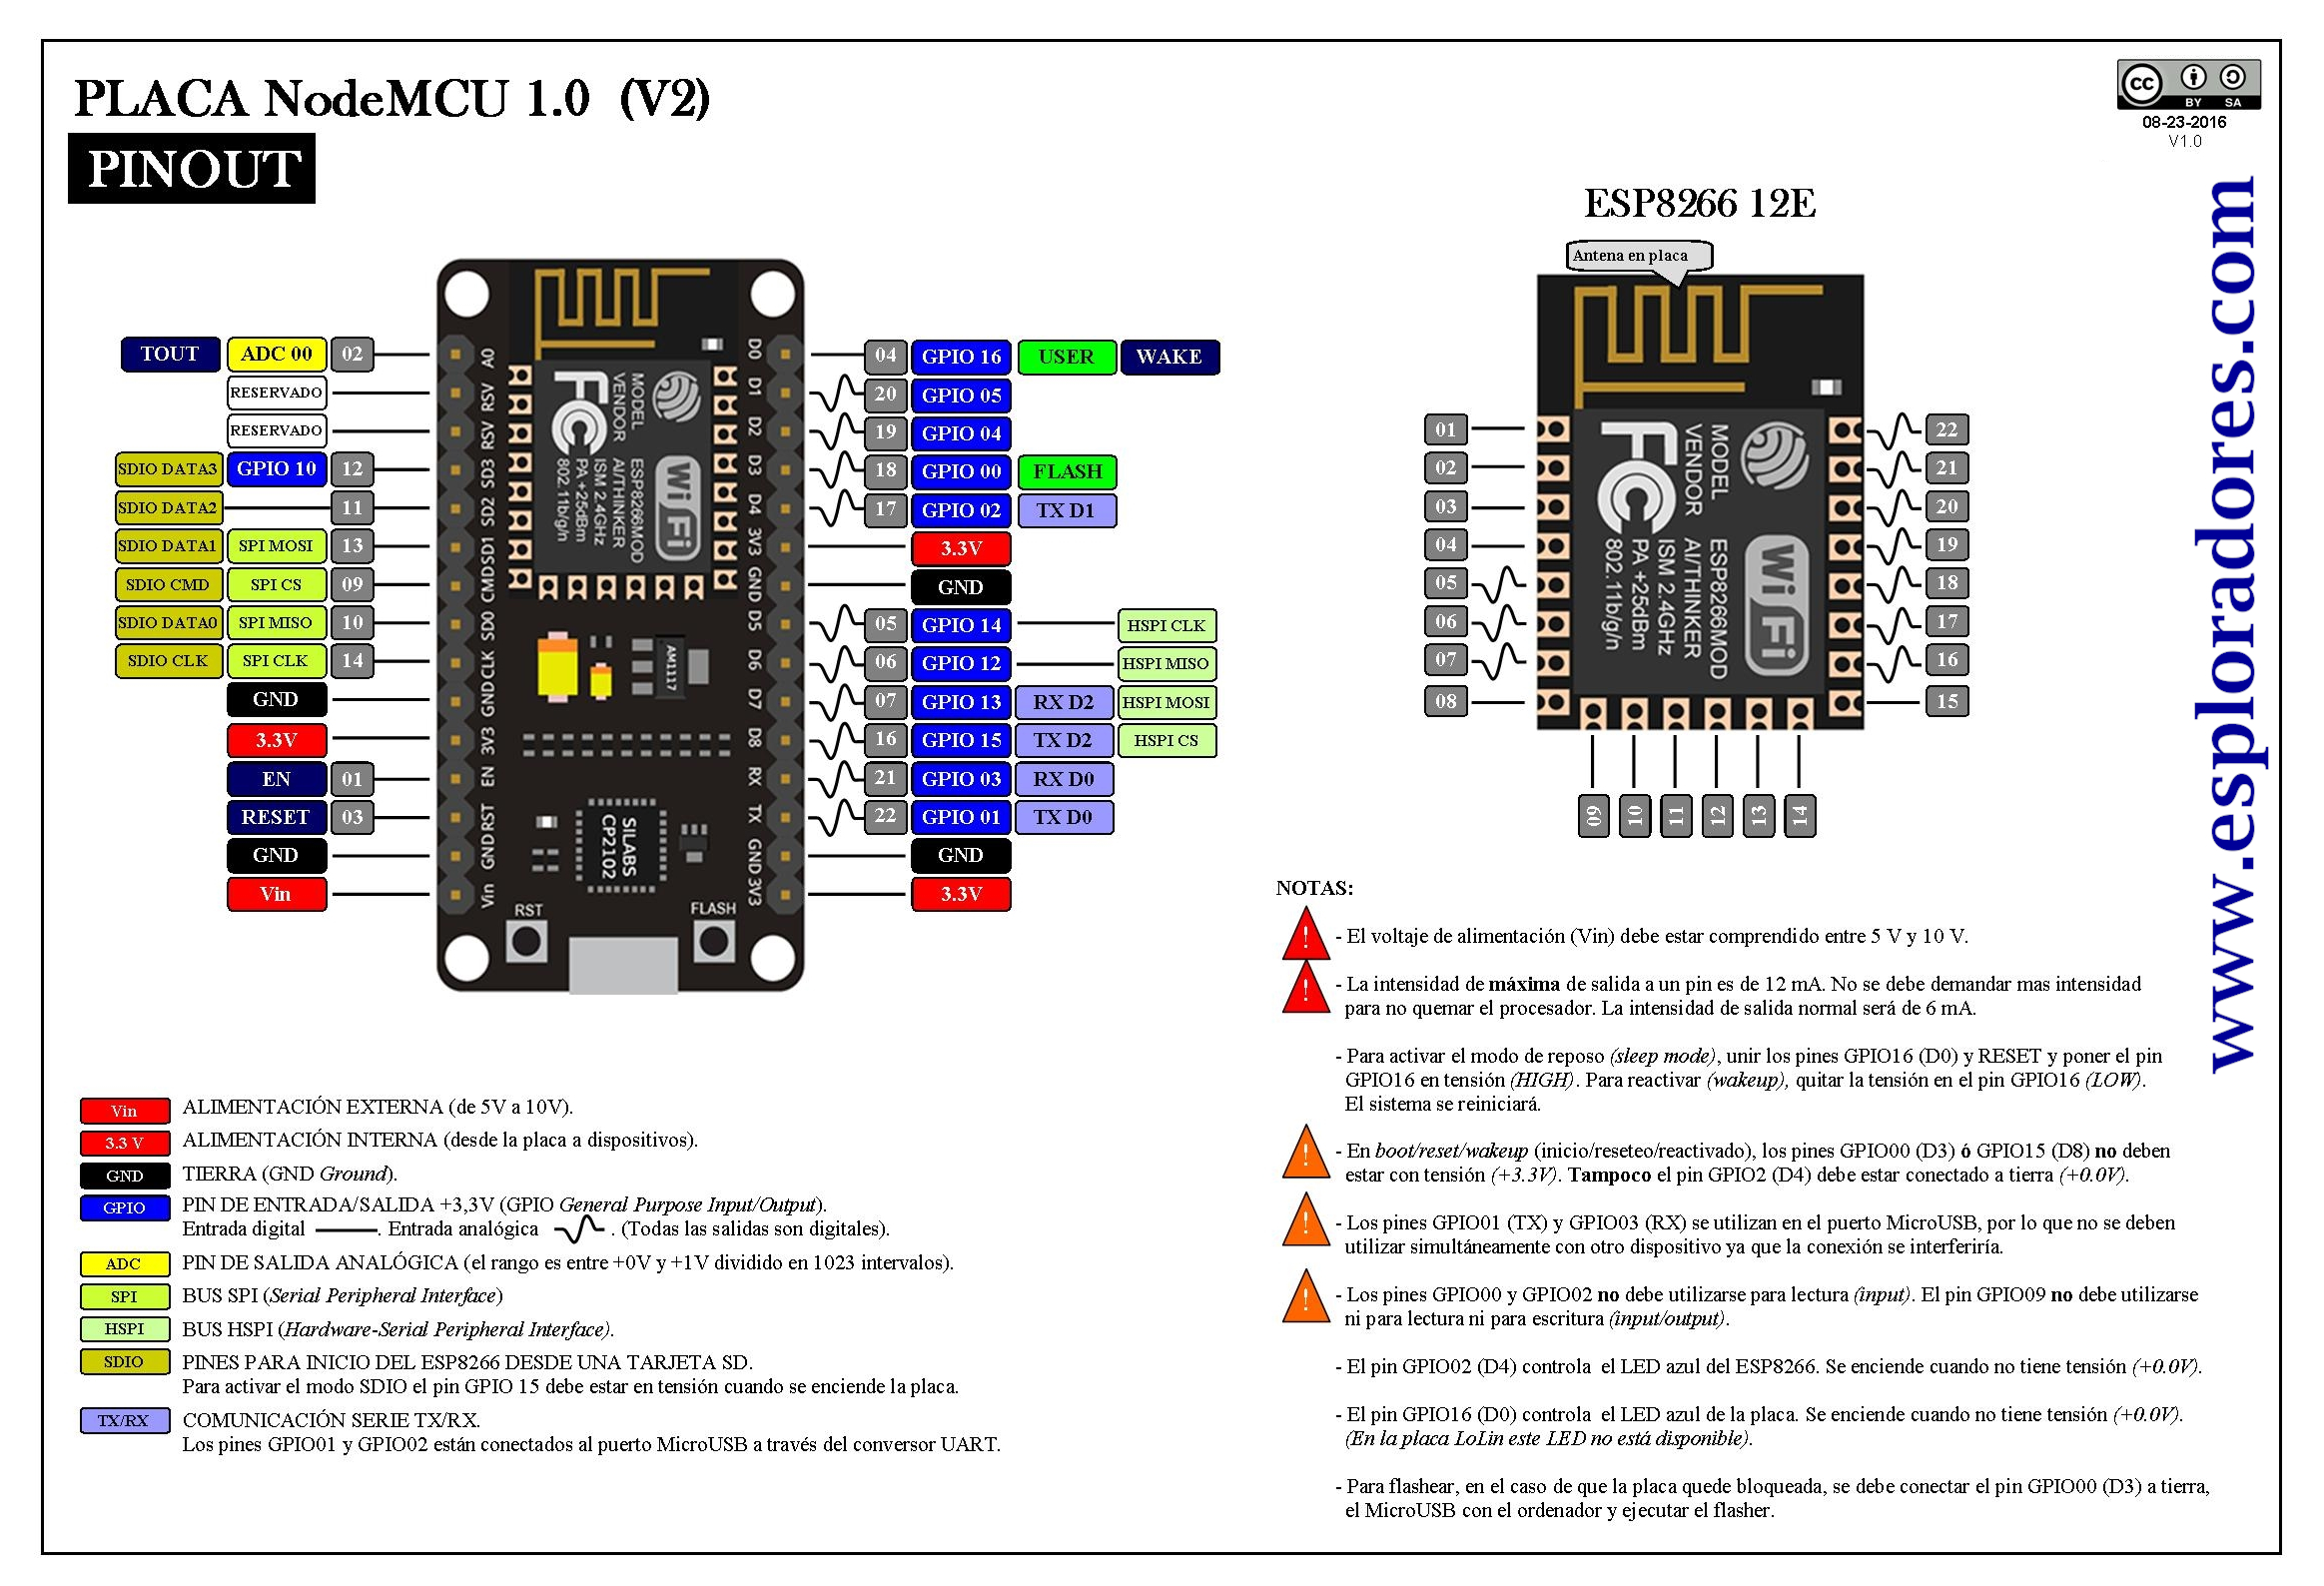 PLACA NodeMCU 1.0 (V2)
PINOUT
CC BY SA
08-23-2016
V1.0
www.esploradores.com
ESP8266 12E
Antena en placa
TOUT ADC 00 02 A0
RESERVADO RSV
RESERVADO RSV
SDIO DATA3 GPIO 10 12 SD3
SDIO DATA2 11 SD2
SDIO DATA1 SPI MOSI 13 SD1
SDIO CMD SPI CS 09 CMD
SDIO DATA0 SPI MISO 10 SD0
SDIO CLK SPI CLK 14 CLK
GND GND
3.3V 3V3
EN 01 EN
RESET 03 RST
GND GND
Vin Vin
MODEL ESP8266MOD
VENDOR AI/THINKER
ISM 2.4GHz
PA +25dBm
802.11b/g/n
FC
WiFi
AM1117
SILABS
CP2102
RST
FLASH
D0 04 GPIO 16 USER WAKE
D1 20 GPIO 05
D2 19 GPIO 04
D3 18 GPIO 00 FLASH
D4 17 GPIO 02 TX D1
3V3 3.3V
GND GND
D5 05 GPIO 14 HSPI CLK
D6 06 GPIO 12 HSPI MISO
D7 07 GPIO 13 RX D2 HSPI MOSI
D8 16 GPIO 15 TX D2 HSPI CS
RX 21 GPIO 03 RX D0
TX 22 GPIO 01 TX D0
GND GND
3V3 3.3V
01
02
03
04
05
06
07
08
MODEL ESP8266MOD
VENDOR AI/THINKER
ISM 2.4GHz
PA +25dBm
802.11b/g/n
FC
WiFi
22
21
20
19
18
17
16
15
09 10 11 12 13 14
Vin ALIMENTACIÓN EXTERNA (de 5V a 10V).
3.3 V ALIMENTACIÓN INTERNA (desde la placa a dispositivos).
GND TIERRA (GND Ground).
GPIO PIN DE ENTRADA/SALIDA +3,3V (GPIO General Purpose Input/Output).
Entrada digital . Entrada analógica . (Todas las salidas son digitales).
ADC PIN DE SALIDA ANALÓGICA (el rango es entre +0V y +1V dividido en 1023 intervalos).
SPI BUS SPI (Serial Peripheral Interface)
HSPI BUS HSPI (Hardware-Serial Peripheral Interface).
SDIO PINES PARA INICIO DEL ESP8266 DESDE UNA TARJETA SD.
Para activar el modo SDIO el pin GPIO 15 debe estar en tensión cuando se enciende la placa.
TX/RX COMUNICACIÓN SERIE TX/RX.
Los pines GPIO01 y GPIO02 están conectados al puerto MicroUSB a través del conversor UART.
NOTAS:
! - El voltaje de alimentación (Vin) debe estar comprendido entre 5 V y 10 V.
! - La intensidad de máxima de salida a un pin es de 12 mA. No se debe demandar mas intensidad
para no quemar el procesador. La intensidad de salida normal será de 6 mA.
- Para activar el modo de reposo (sleep mode), unir los pines GPIO16 (D0) y RESET y poner el pin
GPIO16 en tensión (HIGH). Para reactivar (wakeup), quitar la tensión en el pin GPIO16 (LOW).
El sistema se reiniciará.
! - En boot/reset/wakeup (inicio/reseteo/reactivado), los pines GPIO00 (D3) ó GPIO15 (D8) no deben
estar con tensión (+3.3V). Tampoco el pin GPIO2 (D4) debe estar conectado a tierra (+0.0V).
! - Los pines GPIO01 (TX) y GPIO03 (RX) se utilizan en el puerto MicroUSB, por lo que no se deben
utilizar simultáneamente con otro dispositivo ya que la conexión se interferiría.
! - Los pines GPIO00 y GPIO02 no debe utilizarse para lectura (input). El pin GPIO09 no debe utilizarse
ni para lectura ni para escritura (input/output).
- El pin GPIO02 (D4) controla el LED azul del ESP8266. Se enciende cuando no tiene tensión (+0.0V).
- El pin GPIO16 (D0) controla el LED azul de la placa. Se enciende cuando no tiene tensión (+0.0V).
(En la placa LoLin este LED no está disponible).
- Para flashear, en el caso de que la placa quede bloqueada, se debe conectar el pin GPIO00 (D3) a tierra,
el MicroUSB con el ordenador y ejecutar el flasher.